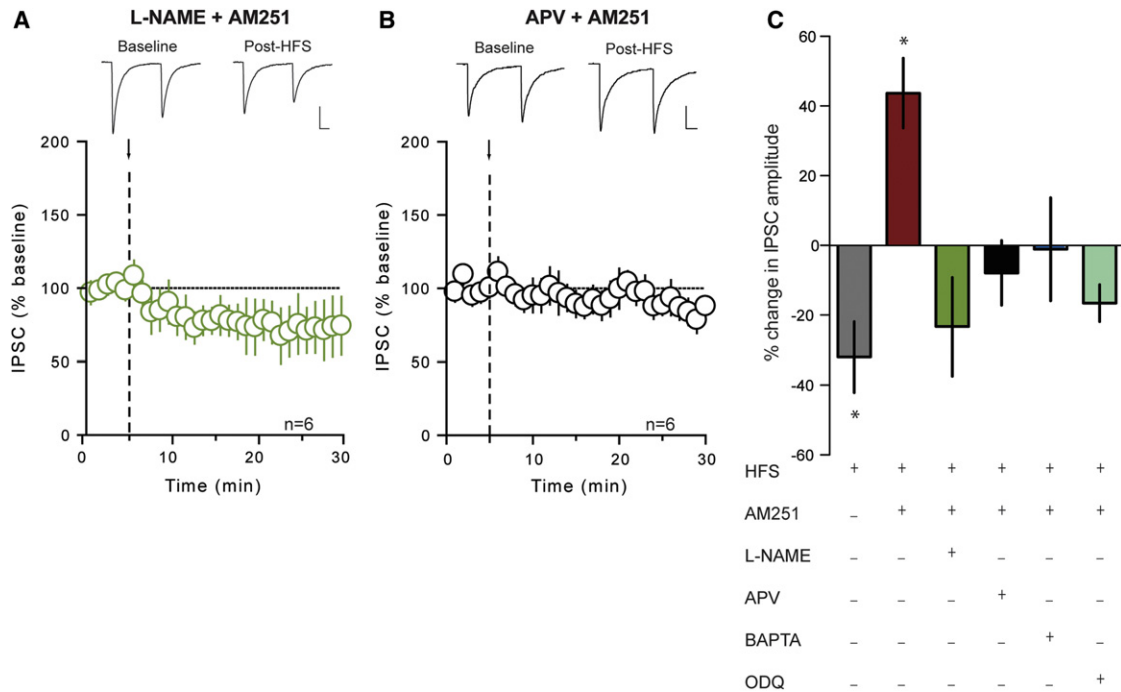 A L-NAME + AM251
Baseline Post-HFS
200
150
100
50
0
IPSC (% baseline)
n=6
0 10 20 30
Time (min)
B APV + AM251
Baseline Post-HFS
200
150
100
50
0
IPSC (% baseline)
n=6
0 10 20 30
Time (min)
C
60
40
20
0
-20
-40
-60
% change in IPSC amplitude
*
*
HFS + + + + + +
AM251 – + + + + +
L-NAME – – + – – –
APV – – – + – –
BAPTA – – – – + –
ODQ – – – – – +